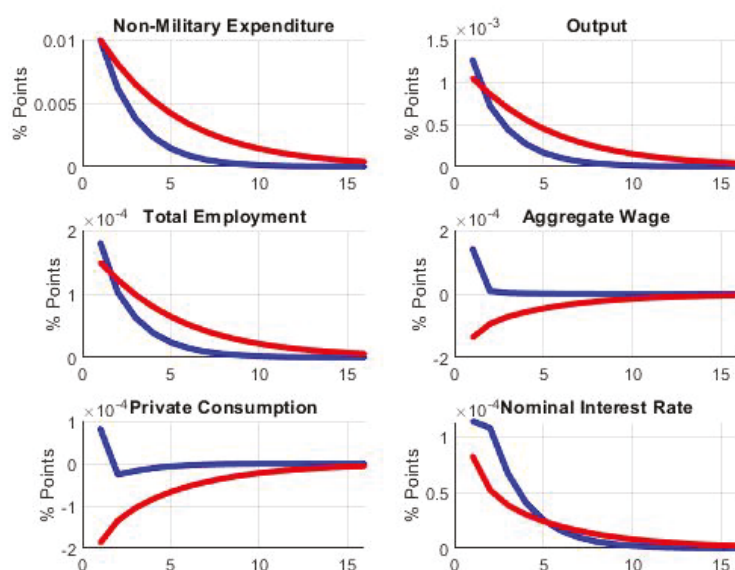 Non-Military Expenditure
% Points
0.01
0.005
0
0 5 10 15
Output
×10⁻³
% Points
1.5
1
0.5
0
0 5 10 15
Total Employment
×10⁻⁴
% Points
2
1
0
0 5 10 15
Aggregate Wage
×10⁻⁴
% Points
2
0
-2
0 5 10 15
Private Consumption
×10⁻⁴
% Points
1
0
-1
-2
0 5 10 15
Nominal Interest Rate
×10⁻⁴
% Points
1
0.5
0
0 5 10 15